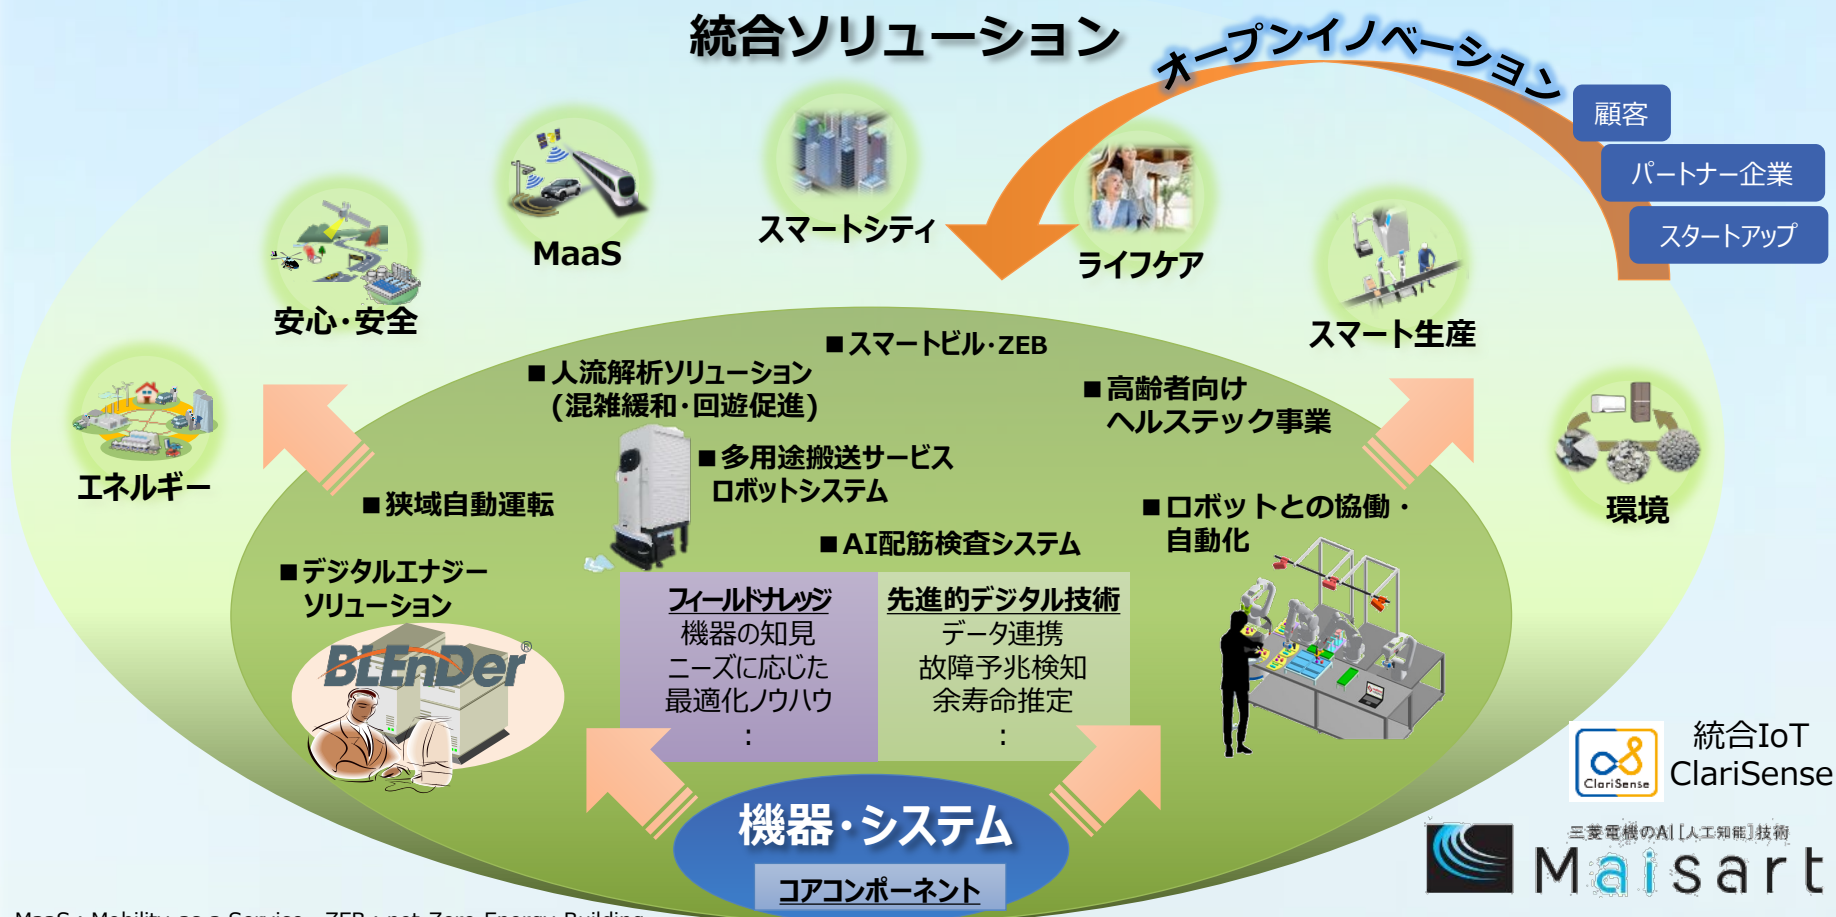 統合ソリューション
オープンイノベーション
顧客
パートナー企業
スタートアップ
MaaS
スマートシティ
ライフケア
安心・安全
スマート生産
エネルギー
環境
■スマートビル・ZEB
■人流解析ソリューション
(混雑緩和・回遊促進)
■高齢者向け
ヘルステック事業
■多用途搬送サービス
ロボットシステム
■狭域自動運転
■ロボットとの協働・
自動化
■AI配筋検査システム
■デジタルエナジー
ソリューション
BLEnDer®
フィールドナレッジ
機器の知見
ニーズに応じた
最適化ノウハウ
:
先進的デジタル技術
データ連携
故障予兆検知
余寿命推定
:
機器・システム
コアコンポーネント
ClariSense
統合IoT
ClariSense
三菱電機のAI[人工知能]技術
Maisart
MaaS : Mobility as a Service ZEB : net Zero Energy Building